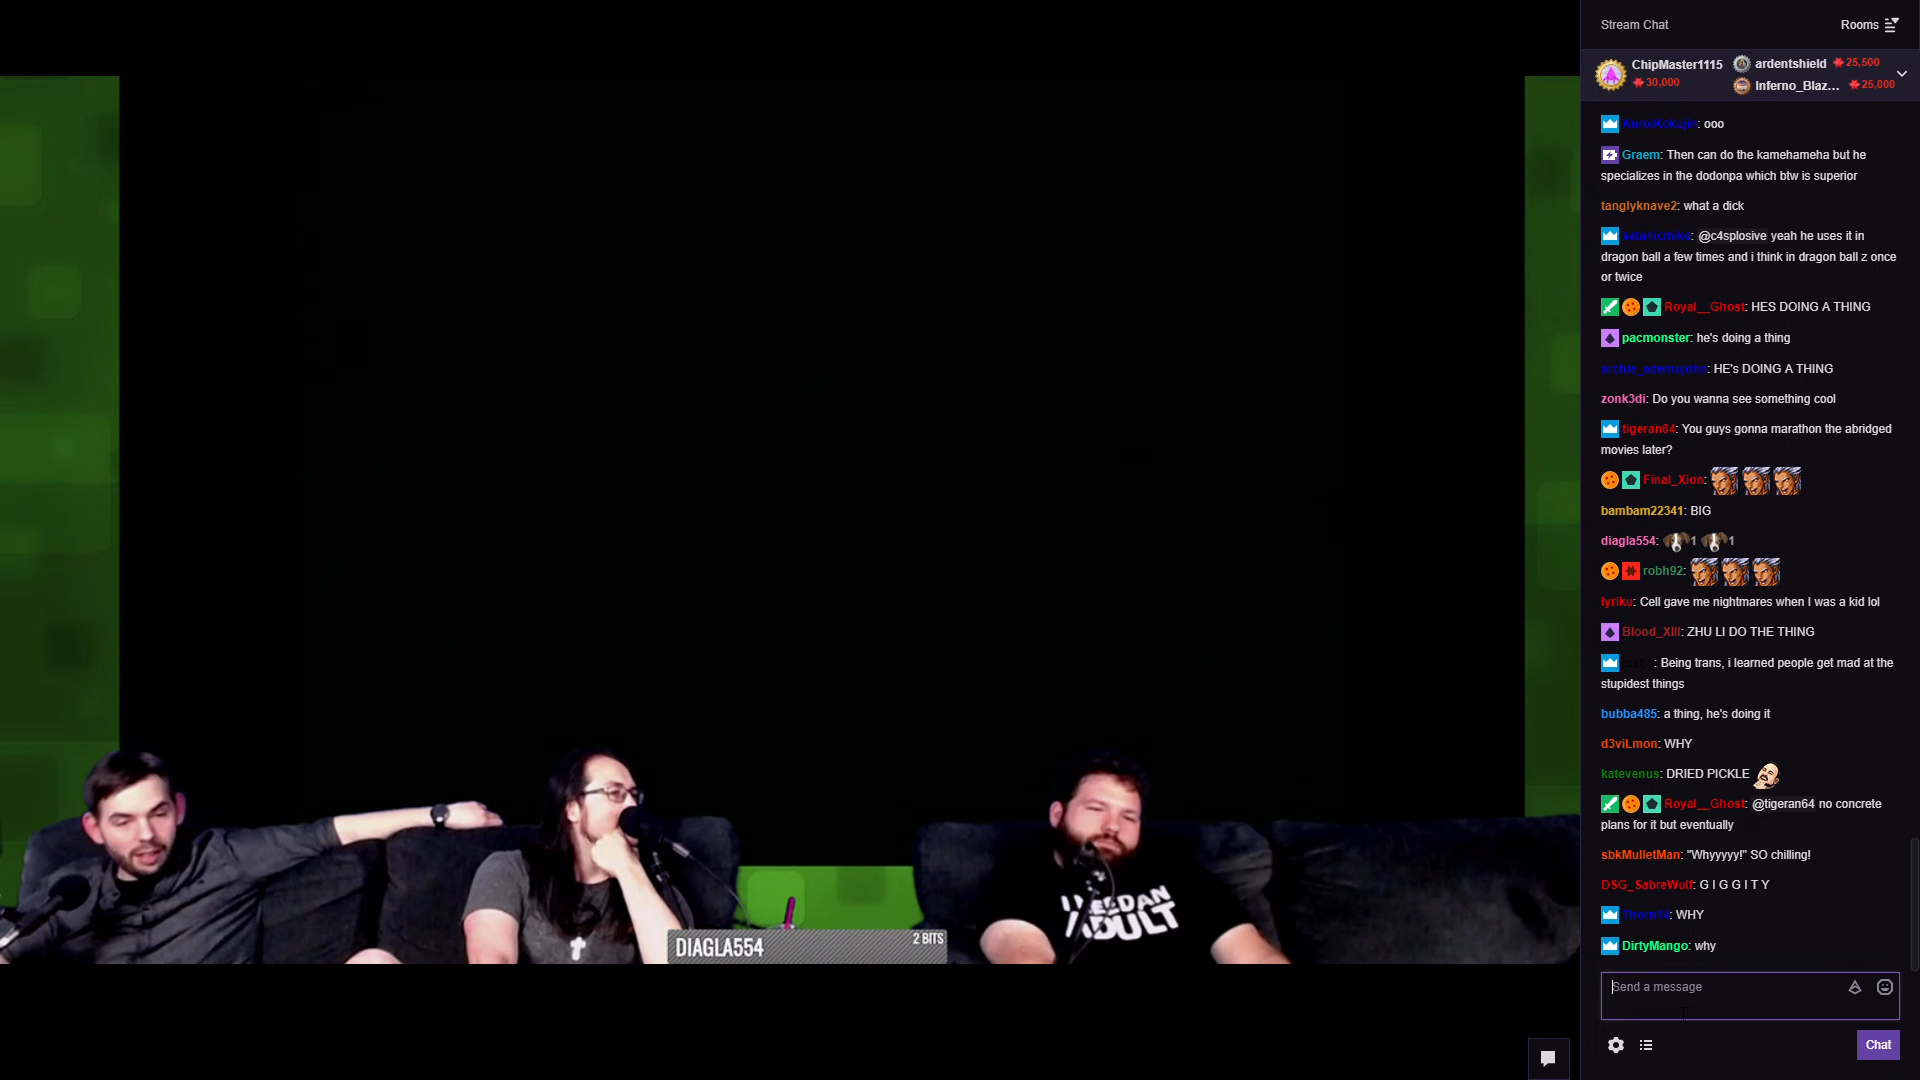 Stream Chat
Rooms
ChipMaster1115
30,000
ardentshield 25,500
Inferno_Blaz... 25,000
: ooo
Graem: Then can do the kamehameha but he
specializes in the dodonpa which btw is superior
tanglyknave2: what a dick
satanicmike: @c4splosive yeah he uses it in
dragon ball a few times and i think in dragon ball z once
or twice
Royal__Ghost: HES DOING A THING
pacmonster: he's doing a thing
: HE's DOING A THING
zonk3di: Do you wanna see something cool
tigeran64: You guys gonna marathon the abridged
movies later?
Final_Xion:
bambam22341: BIG
diagla554: 1 1
robh92:
lyriku: Cell gave me nightmares when I was a kid lol
Blood_XIII: ZHU LI DO THE THING
: Being trans, i learned people get mad at the
stupidest things
bubba485: a thing, he's doing it
d3viLmon: WHY
katevenus: DRIED PICKLE
Royal__Ghost: @tigeran64 no concrete
plans for it but eventually
sbkMulletMan: "Whyyyyy!" SO chilling!
DSG_SabreWulf: G I G G I T Y
: WHY
DirtyMango: why
Send a message
Chat
I NEED AN
ADULT
DIAGLA554
2 BITS